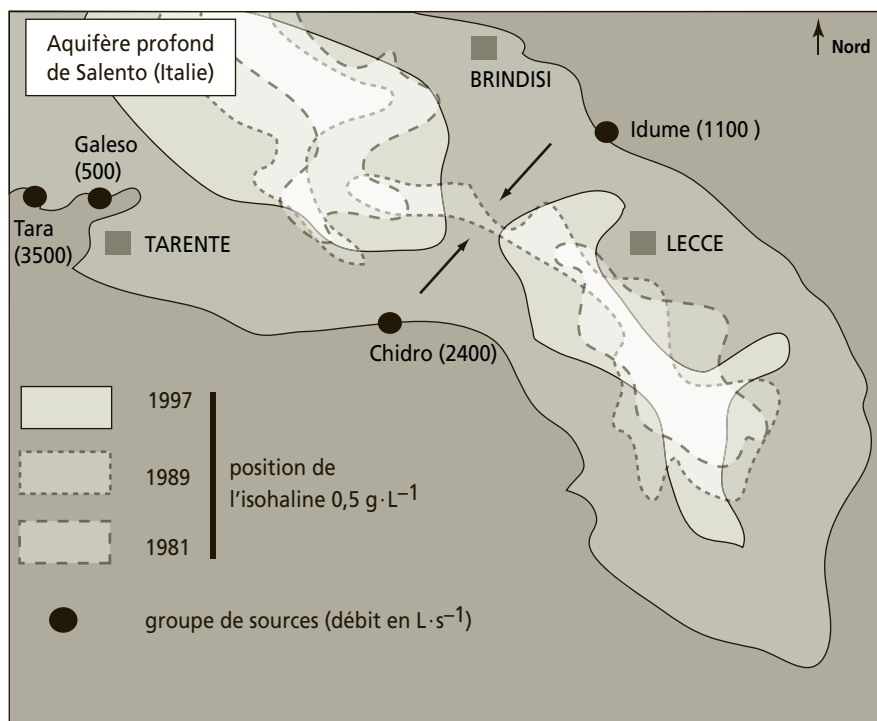 Aquifère profond
de Salento (Italie)
Nord
BRINDISI
Idume (1100 )
Galeso
(500)
Tara
(3500)
TARENTE
LECCE
Chidro (2400)
1997
1989
1981
position de
l'isohaline 0,5 g·L⁻¹
groupe de sources (débit en L·s⁻¹)